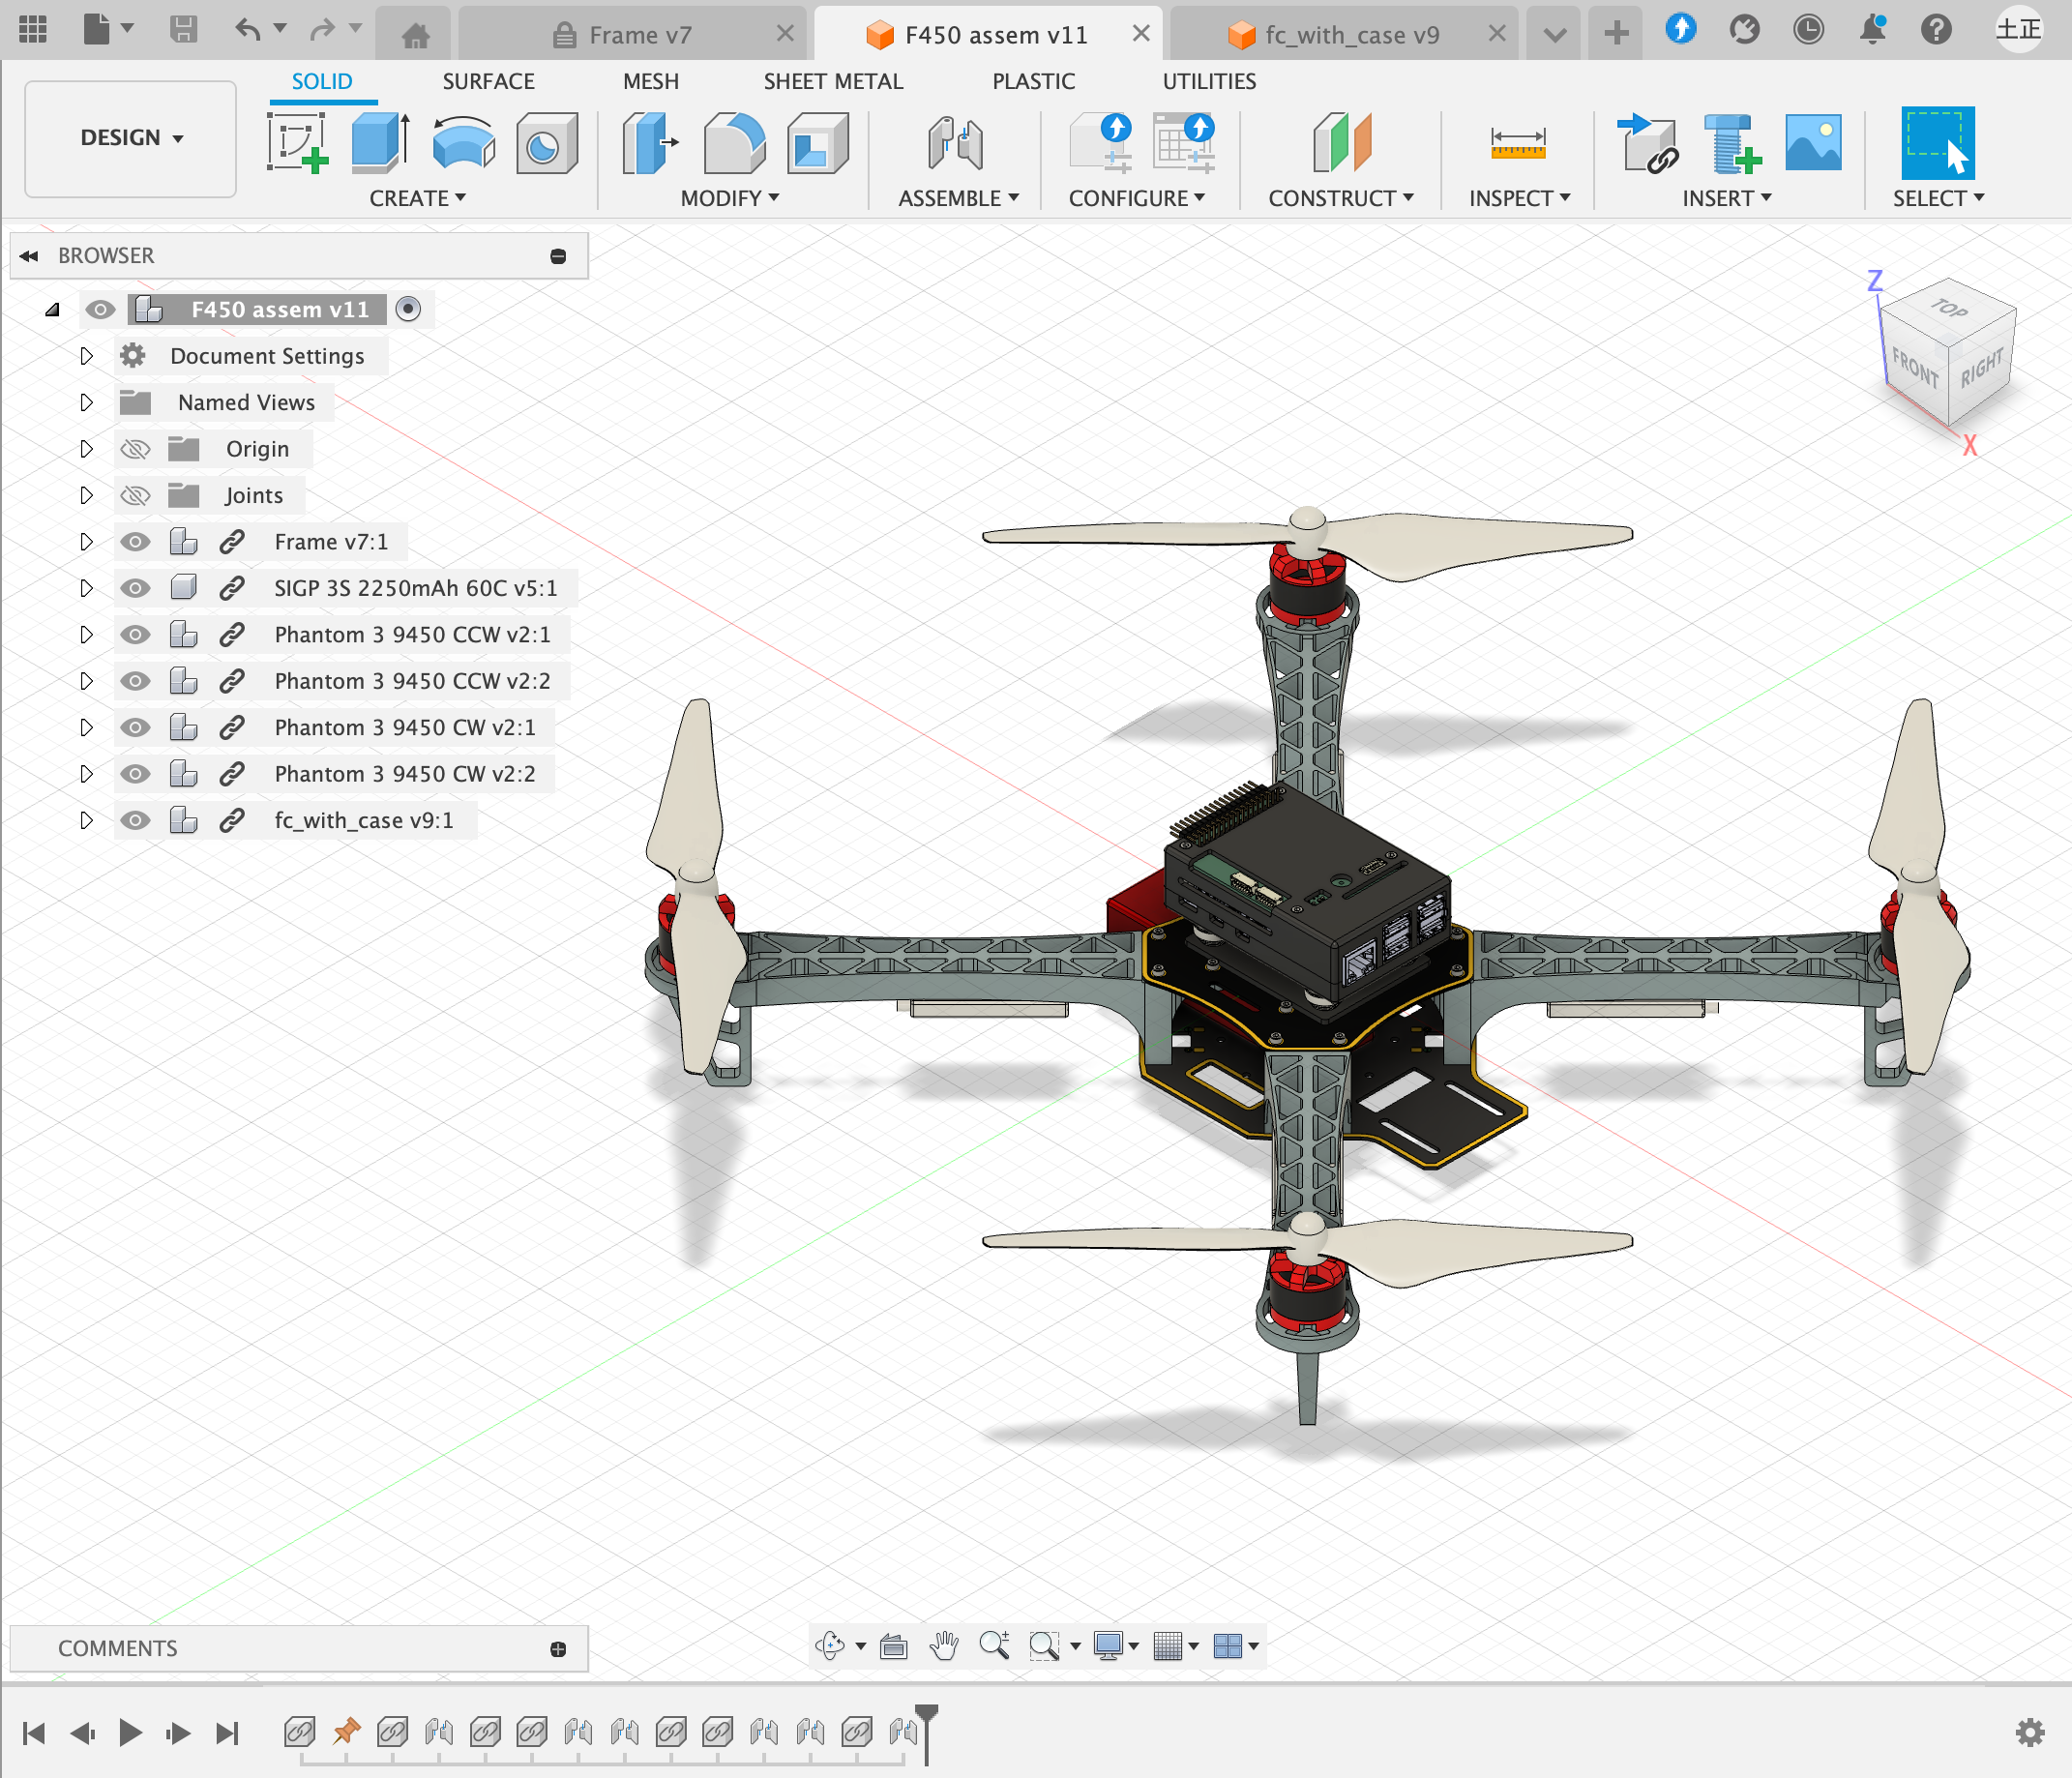 Frame v7
F450 assem v11
fc_with_case v9
土正
DESIGN
SOLID
SURFACE
MESH
SHEET METAL
PLASTIC
UTILITIES
CREATE
MODIFY
ASSEMBLE
CONFIGURE
CONSTRUCT
INSPECT
INSERT
SELECT
BROWSER
F450 assem v11
Document Settings
Named Views
Origin
Joints
Frame v7:1
SIGP 3S 2250mAh 60C v5:1
Phantom 3 9450 CCW v2:1
Phantom 3 9450 CCW v2:2
Phantom 3 9450 CW v2:1
Phantom 3 9450 CW v2:2
fc_with_case v9:1
Z
TOP
FRONT
RIGHT
X
COMMENTS